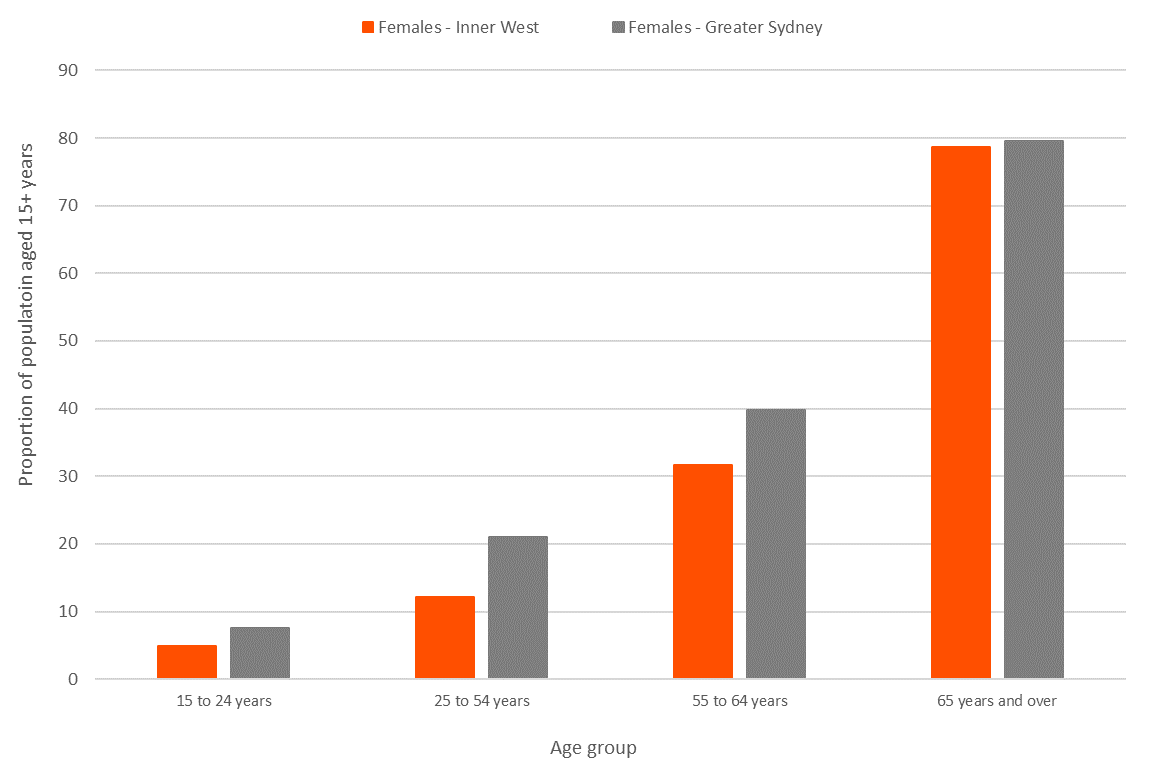 Females - Inner West
Females - Greater Sydney
90
80
70
60
50
40
30
20
10
0
Proportion of populatoin aged 15+ years
15 to 24 years
25 to 54 years
55 to 64 years
65 years and over
Age group